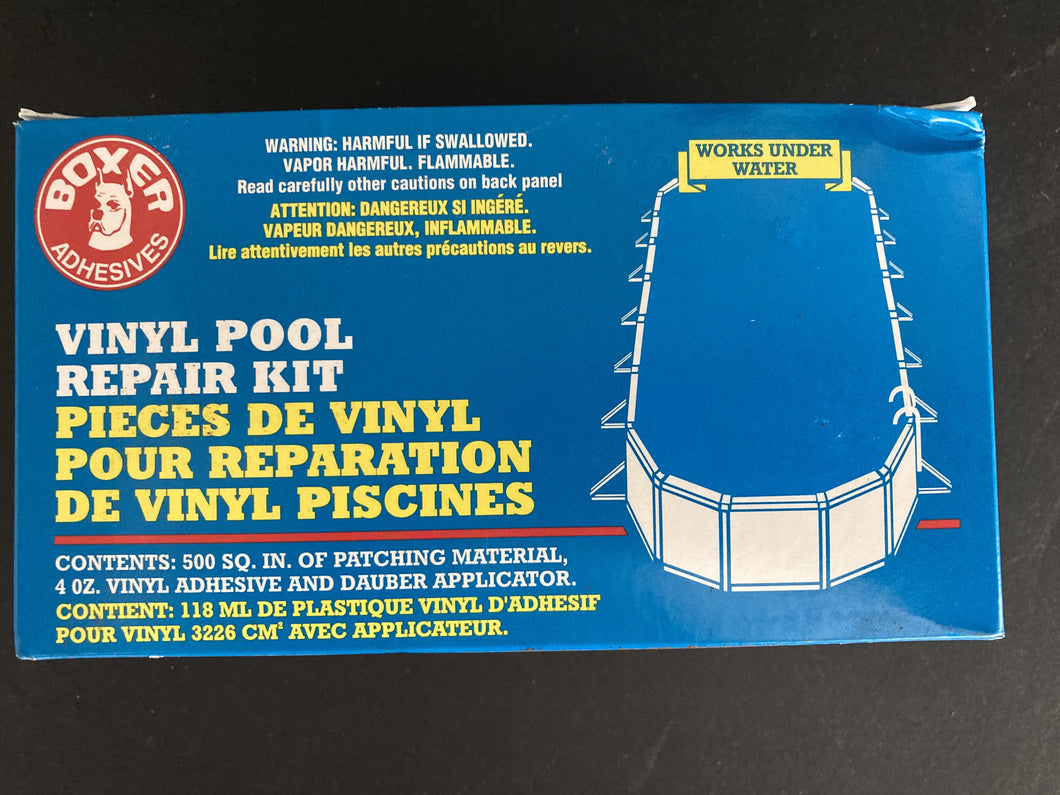 BOXER
ADHESIVES
WARNING: HARMFUL IF SWALLOWED.
VAPOR HARMFUL. FLAMMABLE.
Read carefully other cautions on back panel
ATTENTION: DANGEREUX SI INGÉRÉ.
VAPEUR DANGEREUX, INFLAMMABLE.
Lire attentivement les autres précautions au revers.
WORKS UNDER
WATER
VINYL POOL
REPAIR KIT
PIECES DE VINYL
POUR REPARATION
DE VINYL PISCINES
CONTENTS: 500 SQ. IN. OF PATCHING MATERIAL,
4 OZ. VINYL ADHESIVE AND DAUBER APPLICATOR.
CONTIENT: 118 ML DE PLASTIQUE VINYL D'ADHESIF
POUR VINYL 3226 CM² AVEC APPLICATEUR.